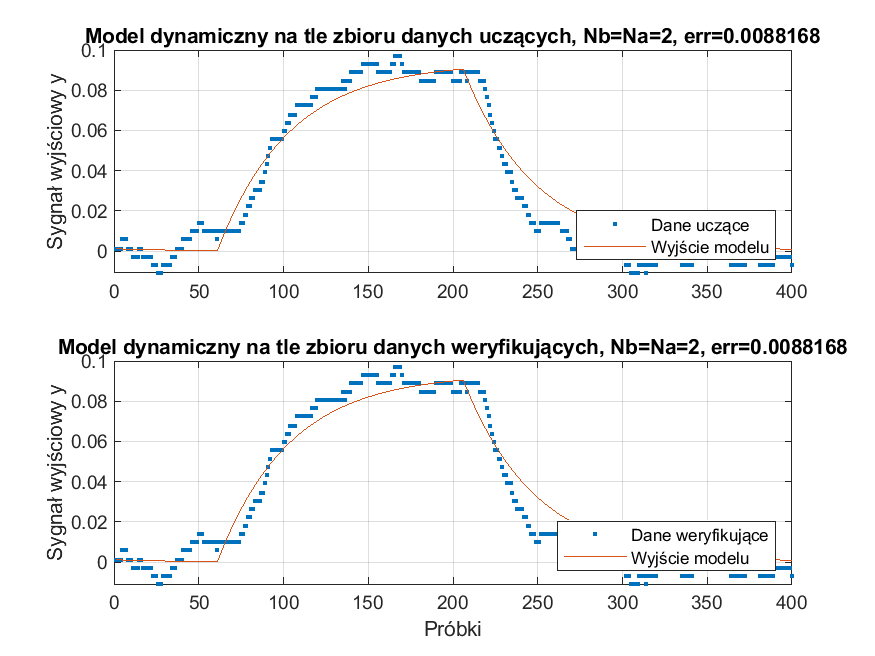 Model dynamiczny na tle zbioru danych uczących, Nb=Na=2, err=0.0088168
Sygnał wyjściowy y
0.1
0.08
0.06
0.04
0.02
0
0 50 100 150 200 250 300 350 400
Dane uczące
Wyjście modelu
Model dynamiczny na tle zbioru danych weryfikujących, Nb=Na=2, err=0.0088168
Sygnał wyjściowy y
0.1
0.08
0.06
0.04
0.02
0
0 50 100 150 200 250 300 350 400
Dane weryfikujące
Wyjście modelu
Próbki